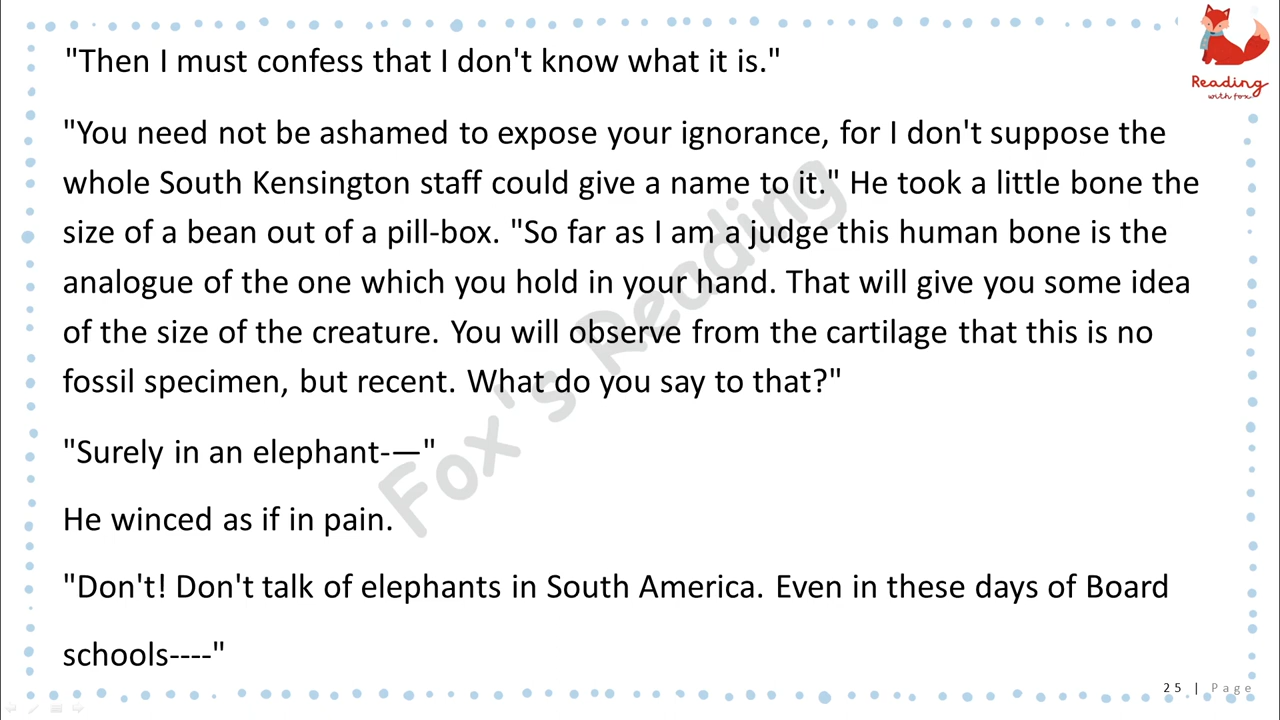 "Then I must confess that I don't know what it is."
Reading
with fox
"You need not be ashamed to expose your ignorance, for I don't suppose the
whole South Kensington staff could give a name to it." He took a little bone the
size of a bean out of a pill-box. "So far as I am a judge this human bone is the
analogue of the one which you hold in your hand. That will give you some idea
of the size of the creature. You will observe from the cartilage that this is no
fossil specimen, but recent. What do you say to that?"
"Surely in an elephant-—"
He winced as if in pain.
"Don't! Don't talk of elephants in South America. Even in these days of Board
schools----"
Fox's Reading
25 | Page